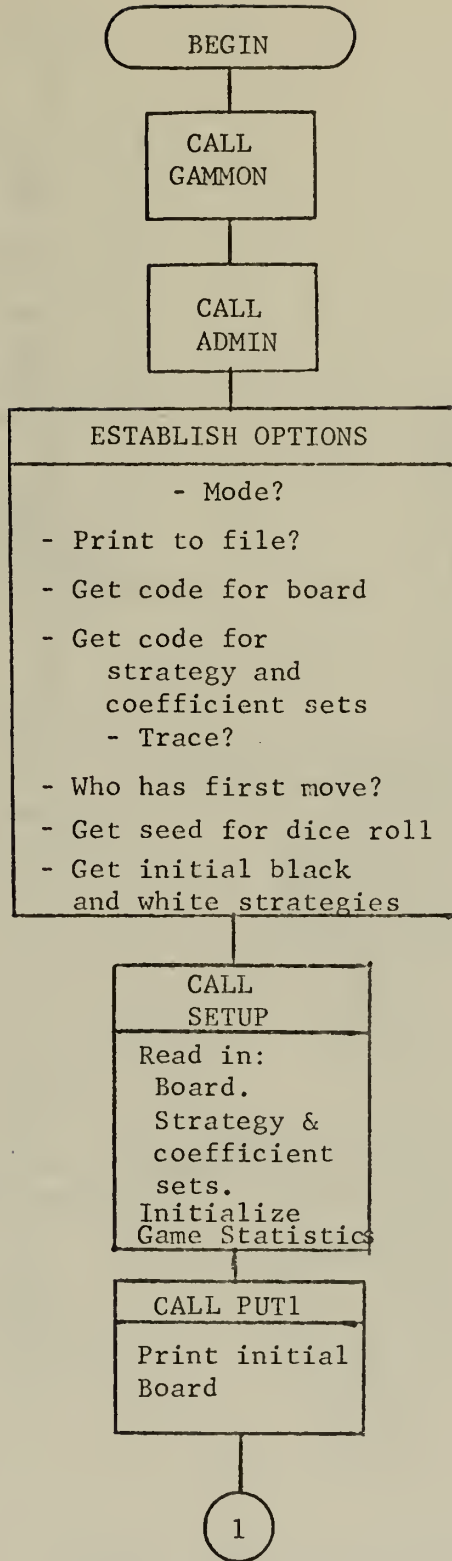 BEGIN
CALL
GAMMON
CALL
ADMIN
ESTABLISH OPTIONS
- Mode?
- Print to file?
- Get code for board
- Get code for
strategy and
coefficient sets
- Trace?
- Who has first move?
- Get seed for dice roll
- Get initial black
and white strategies
CALL
SETUP
Read in:
Board.
Strategy &
coefficient
sets.
Initialize
Game Statistics
CALL PUT1
Print initial
Board
1